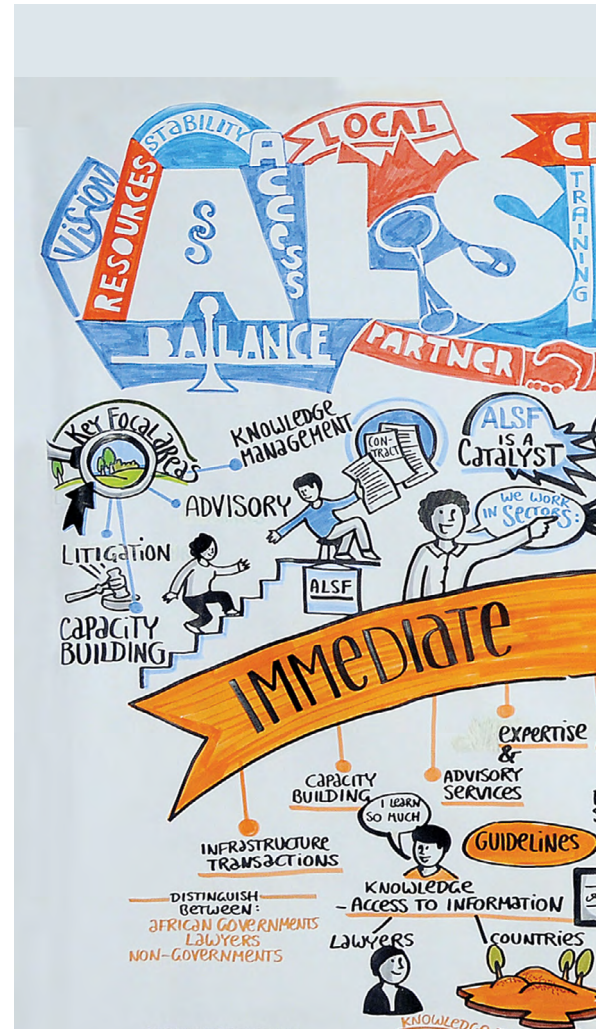 STABILITY
LOCAL
VISION
RESOURCES
ACCESS
ALS
TRAINING
BALANCE
PARTNER
KEY FOCAL AREAS
KNOWLEDGE
MANAGEMENT
CON-
TRACT
ALSF
IS A
CATALYST
ADVISORY
WE WORK
IN SECTORS:
LITIGATION
ALSF
CAPACITY
BUILDING
IMMEDIATE
EXPERTISE
&
ADVISORY
SERVICES
CAPACITY
BUILDING
I LEARN
SO MUCH
INFRASTRUCTURE
TRANSACTIONS
GUIDELINES
DISTINGUISH
BETWEEN:
AFRICAN GOVERNMENTS
LAWYERS
NON-GOVERNMENTS
KNOWLEDGE
- ACCESS TO INFORMATION
LAWYERS
COUNTRIES